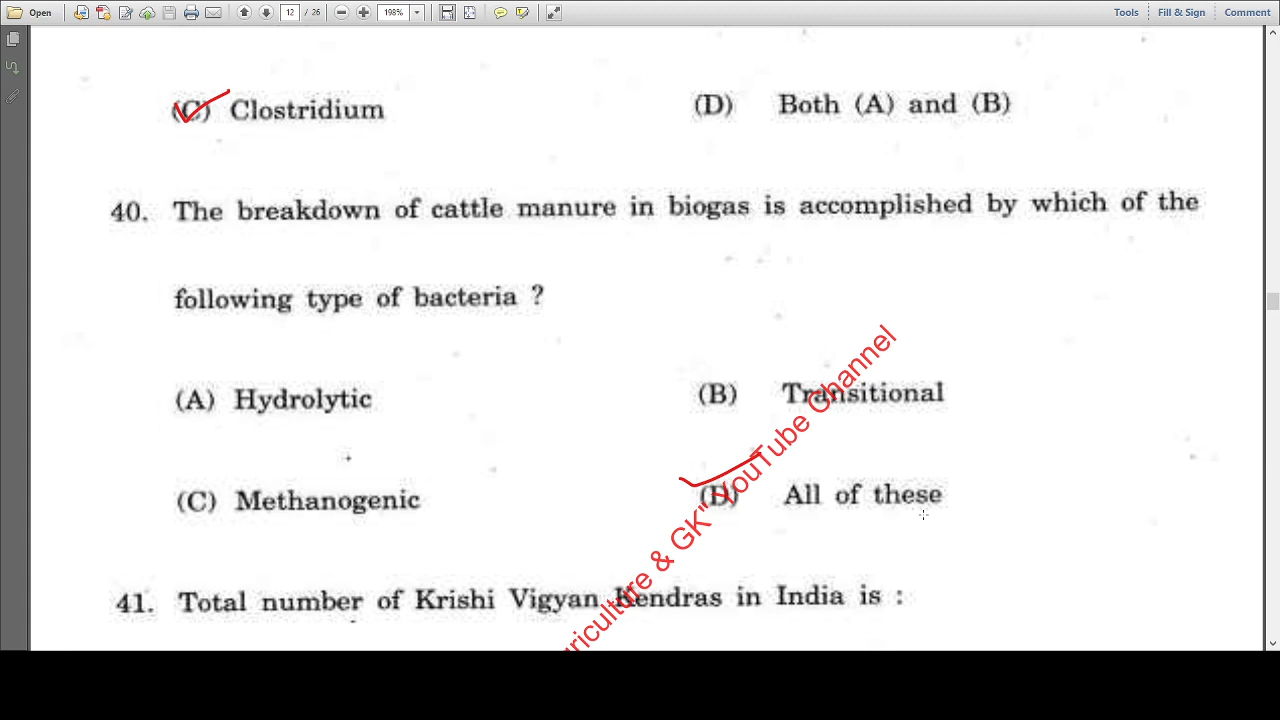 Open 12 / 26 198% Tools Fill & Sign Comment
(C) Clostridium (D) Both (A) and (B)
40. The breakdown of cattle manure in biogas is accomplished by which of the
following type of bacteria ?
(A) Hydrolytic (B) Transitional
(C) Methanogenic (D) All of these
41. Total number of Krishi Vigyan Kendras in India is :
& GK" YouTube Channel